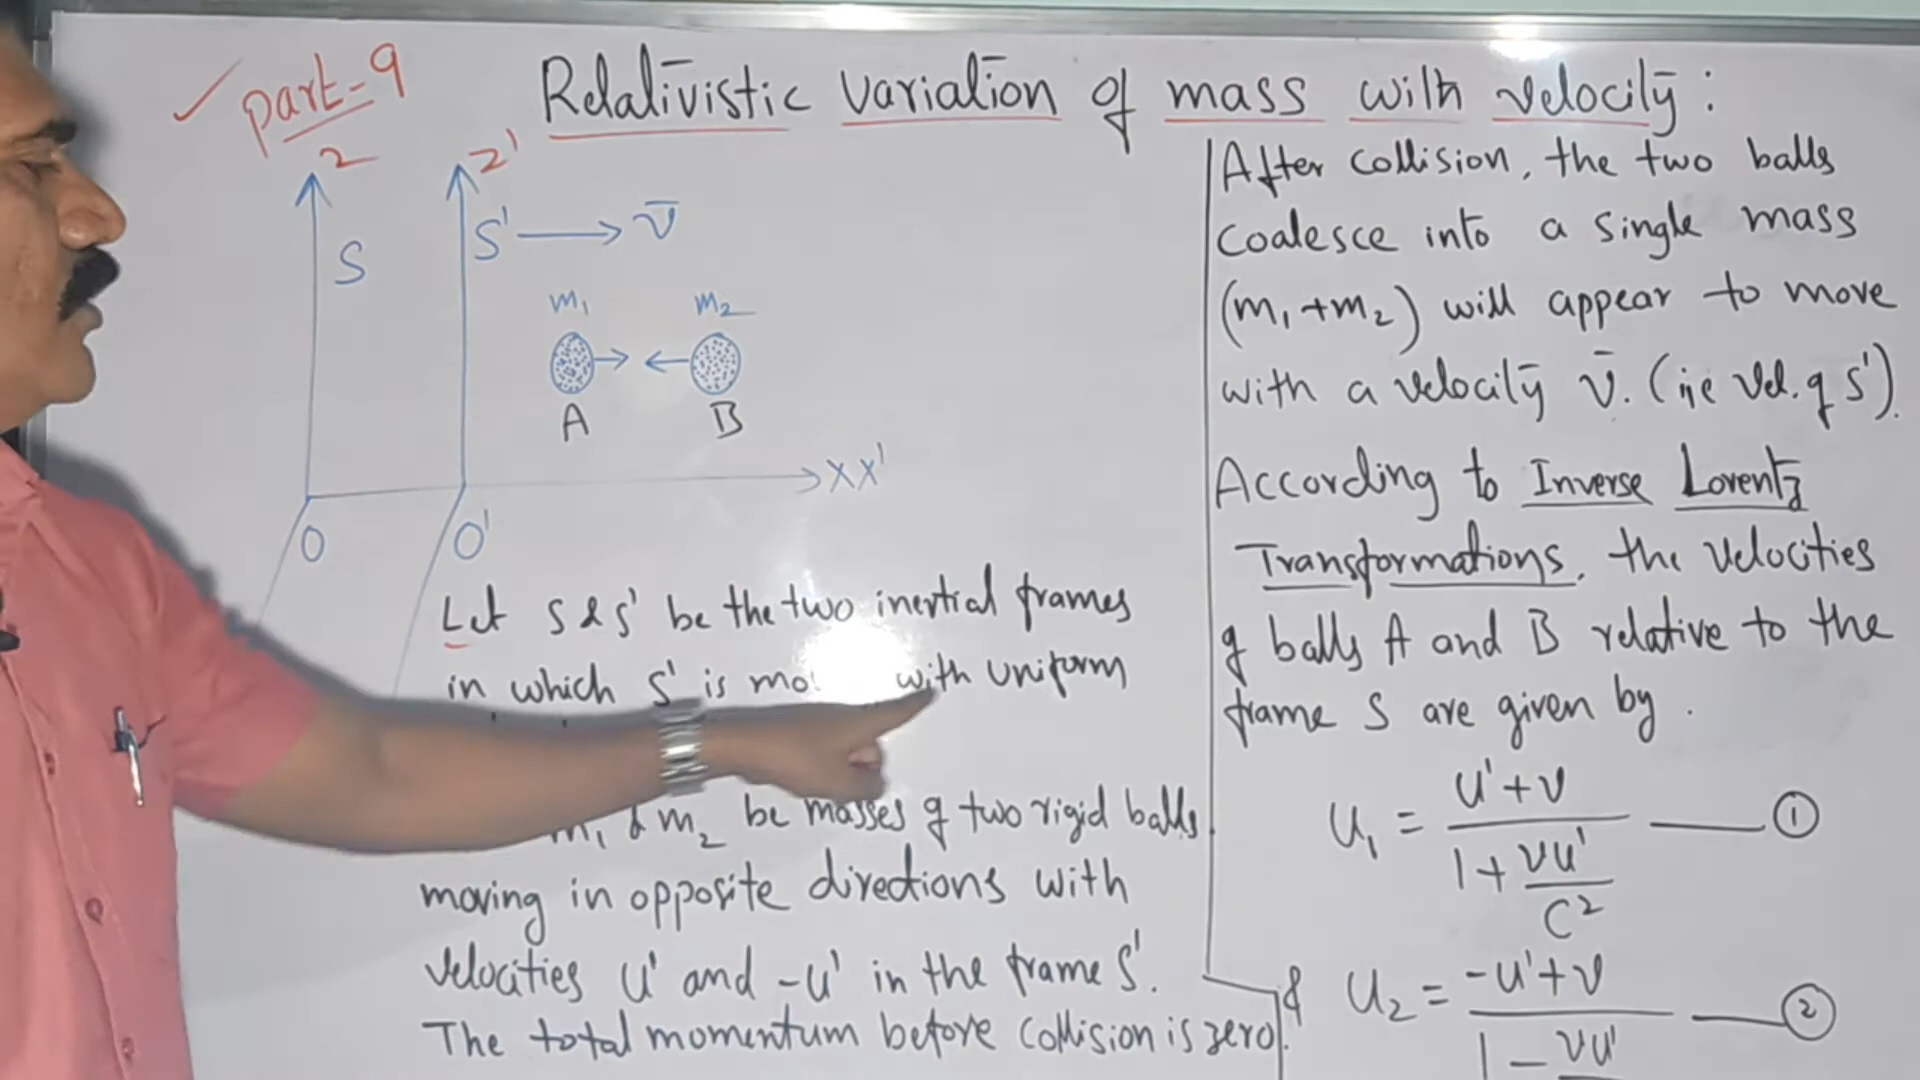 ✓ part-9
Relativistic variation of mass with velocity:
z
z'
S
S' → v̄
m₁
m₂
A
B
XX'
O
O'
Let S & S' be the two inertial frames
in which S' is with uniform
m₁ & m₂ be masses of two rigid balls
moving in opposite directions with
velocities u' and -u' in the frame S'.
The total momentum before collision is zero.
After collision, the two balls
coalesce into a single mass
(m₁+m₂) will appear to move
with a velocity v̄. (i.e vel. of S').
According to Inverse Lorentz
Transformations, the velocities
of balls A and B relative to the
frame S are given by.
u₁ = (u'+v) / (1 + vu'/c²) — ①
& u₂ = (-u'+v) / (1 - vu' — ②